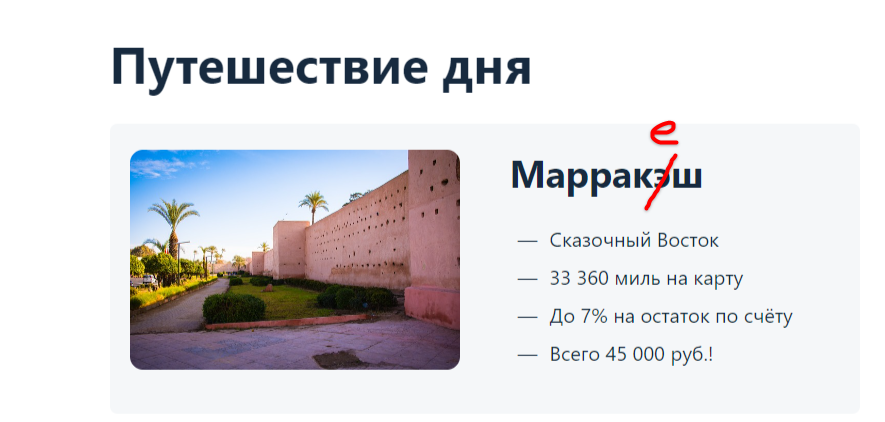 Путешествие дня
е
Марракэш
— Сказочный Восток
— 33 360 миль на карту
— До 7% на остаток по счёту
— Всего 45 000 руб.!